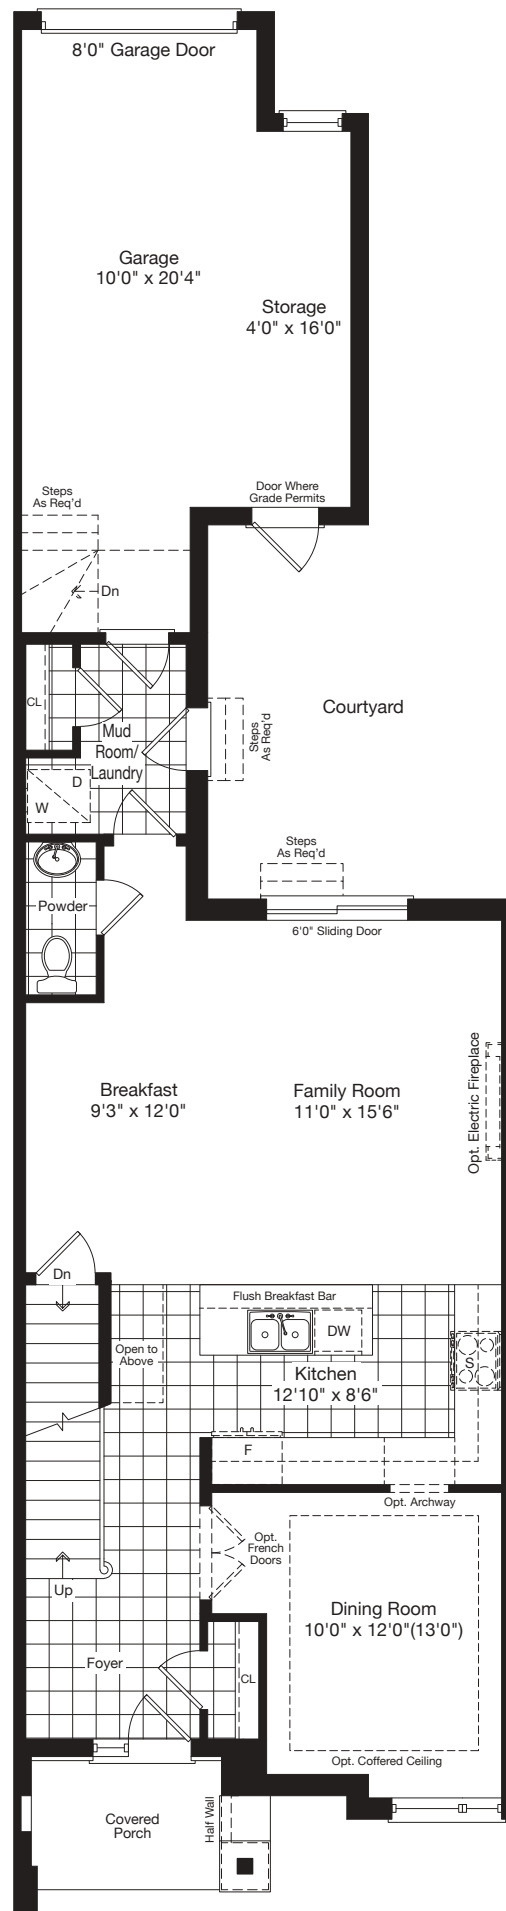 8'0" Garage Door
Garage
10'0" x 20'4"
Storage
4'0" x 16'0"
Steps
As Req'd
Door Where
Grade Permits
Dn
CL
Mud
Room/
Laundry
Steps
As Req'd
Courtyard
D
W
Steps
As Req'd
Powder
6'0" Sliding Door
Breakfast
9'3" x 12'0"
Family Room
11'0" x 15'6"
Opt. Electric Fireplace
Dn
Flush Breakfast Bar
DW
Open to
Above
S
Kitchen
12'10" x 8'6"
F
Opt. Archway
Opt.
French
Doors
Up
Dining Room
10'0" x 12'0"(13'0")
Foyer
CL
Opt. Coffered Ceiling
Covered
Porch
Half Wall